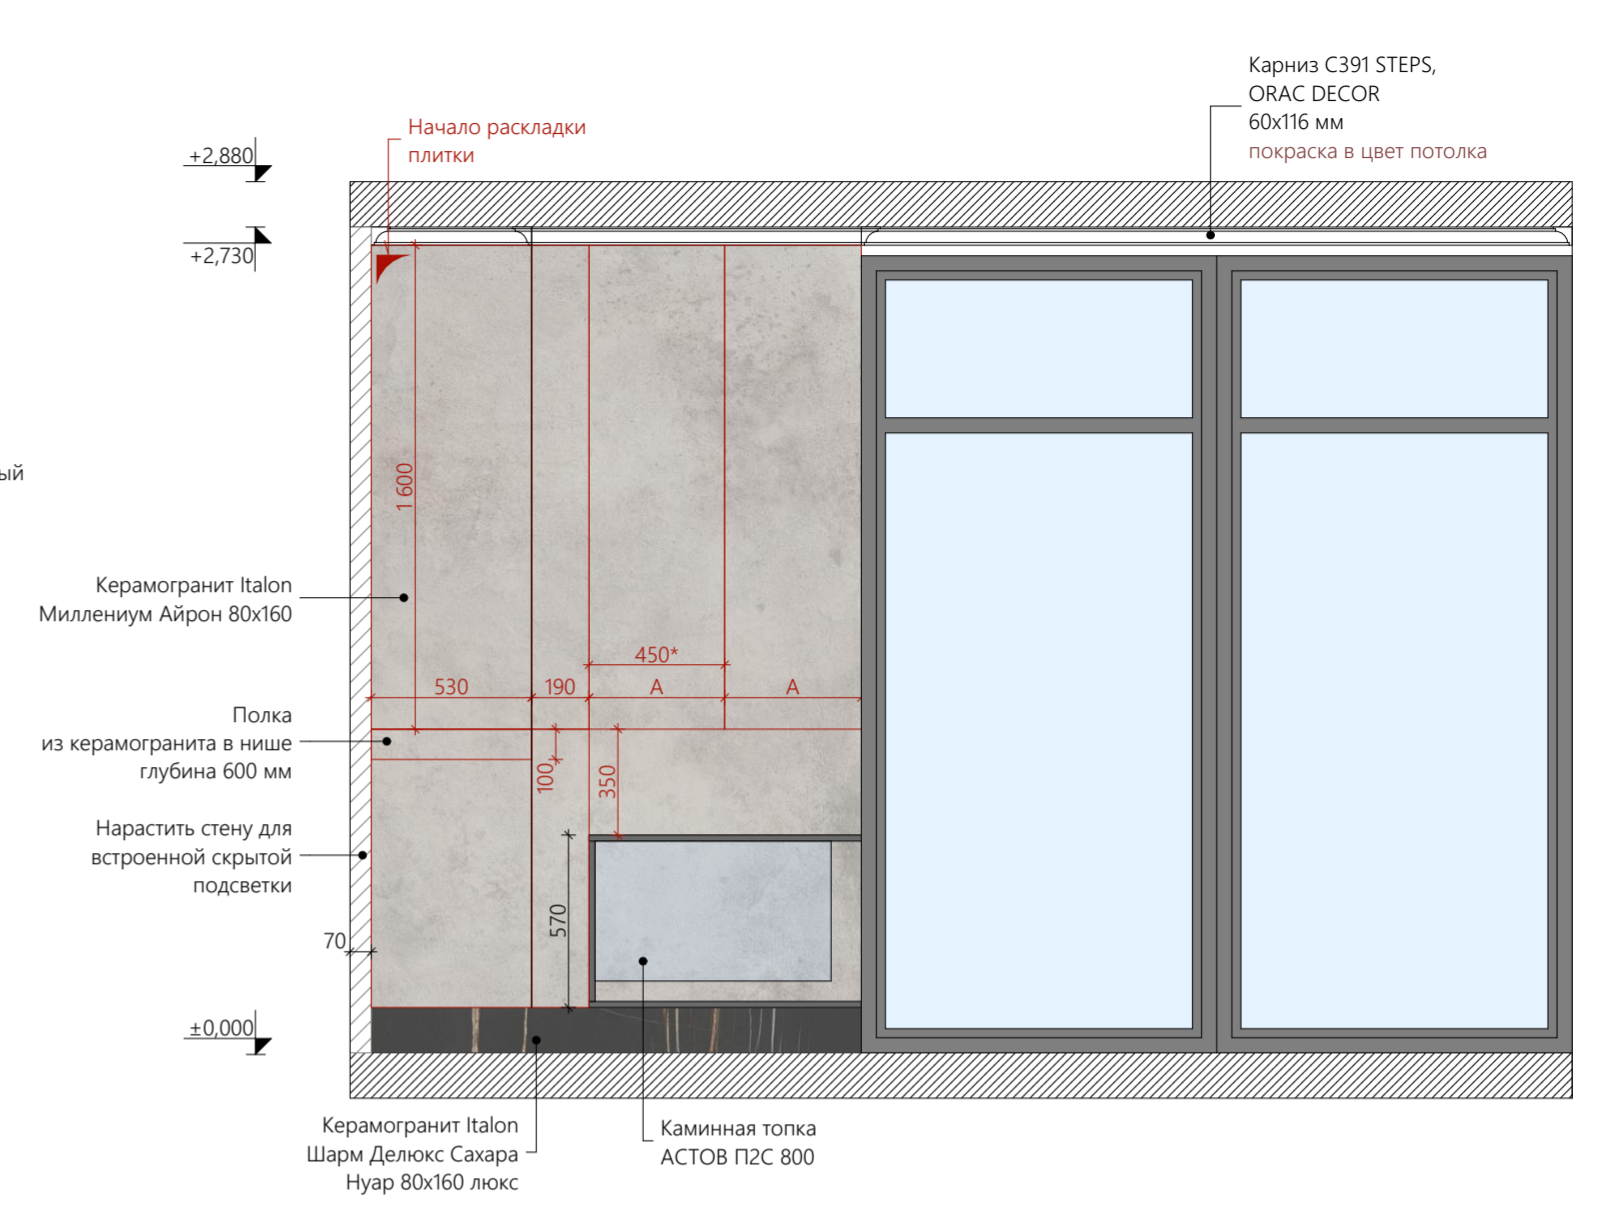 Карниз С391 STEPS,
ORAC DECOR
60х116 мм
покраска в цвет потолка
Начало раскладки
плитки
+2,880
+2,730
ый
1 600
Керамогранит Italon
Миллениум Айрон 80х160
450*
530
190
А
А
Полка
из керамогранита в нише
глубина 600 мм
100
350
Нарастить стену для
встроенной скрытой
подсветки
570
70
±0,000
Керамогранит Italon
Шарм Делюкс Сахара
Нуар 80х160 люкс
Каминная топка
АСТОВ П2С 800